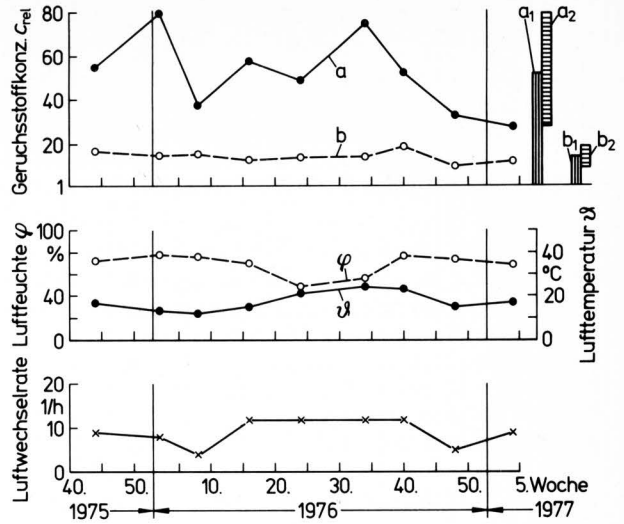 Geruchsstoffkonz. c_rel
80
60
40
20
1
a
b
a₁
a₂
b₁
b₂
Luftfeuchte φ
100
%
40
0
φ
ϑ
40
°C
20
0
Lufttemperatur ϑ
Luftwechselrate
20
1/h
10
0
40. 50. 10. 20. 30. 40. 50. 5. Woche
1975 1976 1977